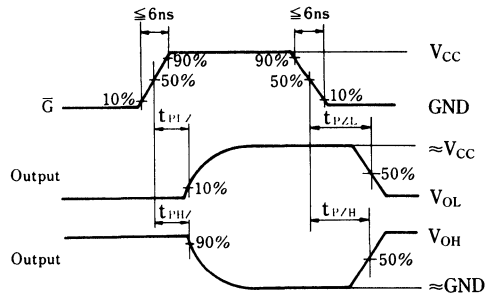 ≦6ns ≦6ns
90% 90% VCC
50% 50%
G̅ 10% 10% GND
tPLZ tPZL
≈VCC
Output 10% 50% VOL
tPHZ tPZH
Output 90% VOH
50%
≈GND